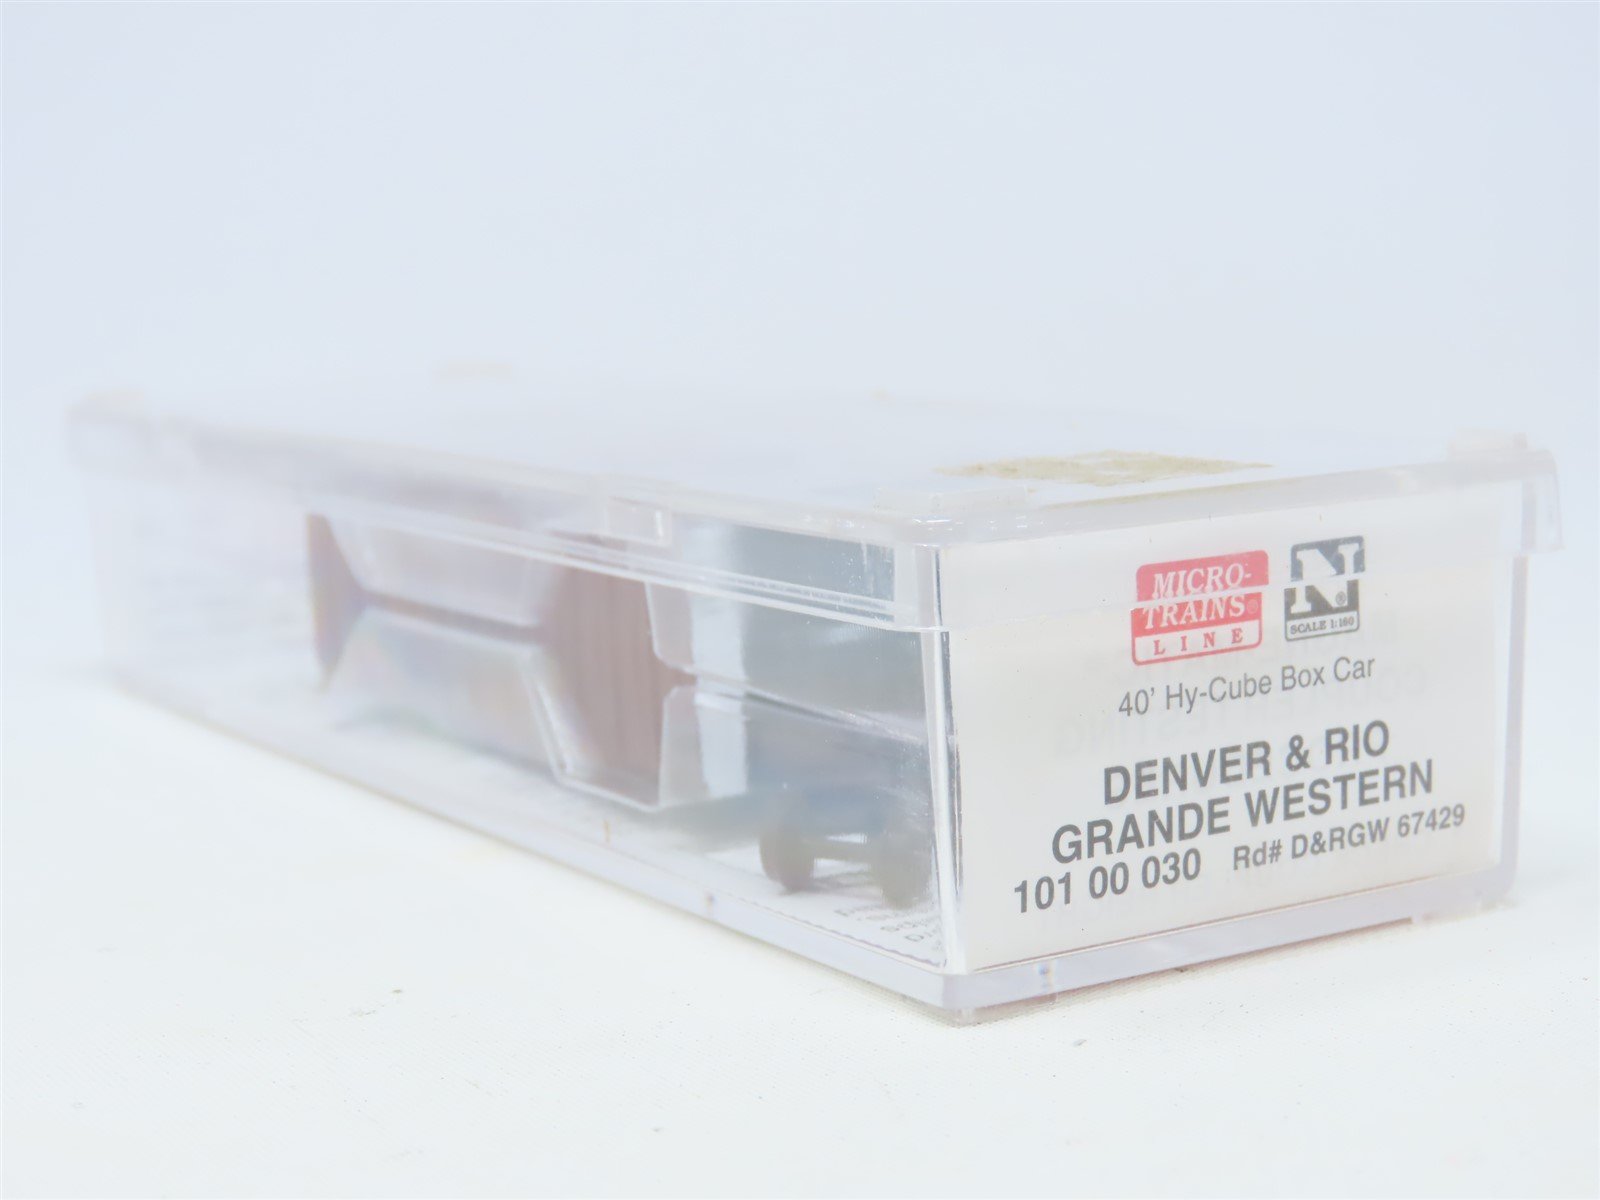 MICRO-
TRAINS®
LINE
N®
SCALE 1:160
40' Hy-Cube Box Car
DENVER & RIO
GRANDE WESTERN
101 00 030 Rd# D&RGW 67429